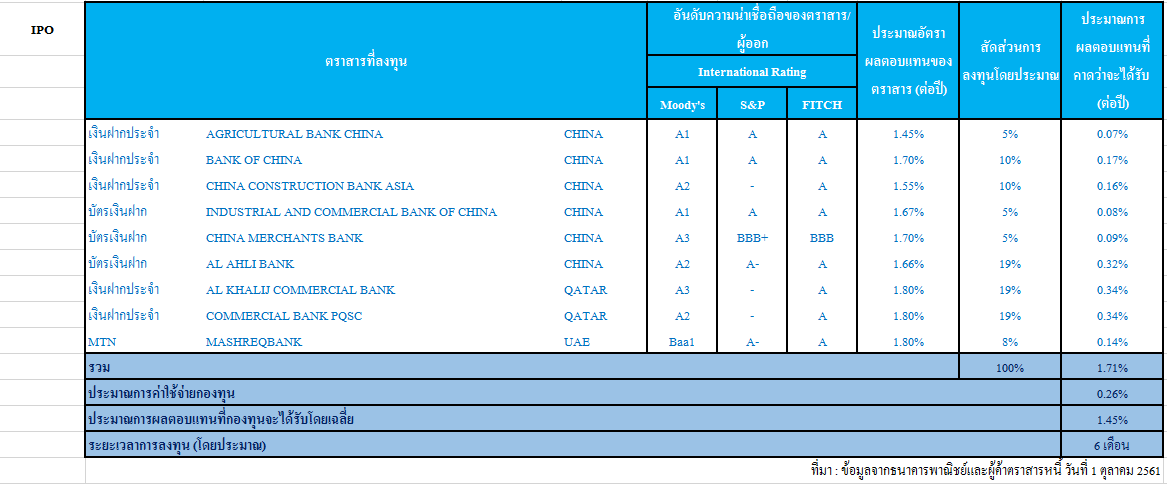 IPO
ตราสารที่ลงทุน
อันดับความน่าเชื่อถือของตราสาร/
ผู้ออก
International Rating
Moody's S&P FITCH
ประมาณอัตรา
ผลตอบแทนของ
ตราสาร (ต่อปี)
สัดส่วนการ
ลงทุนโดยประมาณ
ประมาณการ
ผลตอบแทนที่
คาดว่าจะได้รับ
(ต่อปี)
เงินฝากประจำ AGRICULTURAL BANK CHINA CHINA A1 A A 1.45% 5% 0.07%
เงินฝากประจำ BANK OF CHINA CHINA A1 A A 1.70% 10% 0.17%
เงินฝากประจำ CHINA CONSTRUCTION BANK ASIA CHINA A2 - A 1.55% 10% 0.16%
บัตรเงินฝาก INDUSTRIAL AND COMMERCIAL BANK OF CHINA CHINA A1 A A 1.67% 5% 0.08%
บัตรเงินฝาก CHINA MERCHANTS BANK CHINA A3 BBB+ BBB 1.70% 5% 0.09%
บัตรเงินฝาก AL AHLI BANK CHINA A2 A- A 1.66% 19% 0.32%
เงินฝากประจำ AL KHALIJ COMMERCIAL BANK QATAR A3 - A 1.80% 19% 0.34%
เงินฝากประจำ COMMERCIAL BANK PQSC QATAR A2 - A 1.80% 19% 0.34%
MTN MASHREQBANK UAE Baa1 A- A 1.80% 8% 0.14%
รวม 100% 1.71%
ประมาณการค่าใช้จ่ายกองทุน 0.26%
ประมาณการผลตอบแทนที่กองทุนจะได้รับโดยเฉลี่ย 1.45%
ระยะเวลาการลงทุน (โดยประมาณ) 6 เดือน
ที่มา : ข้อมูลจากธนาคารพาณิชย์และผู้ค้าตราสารหนี้ วันที่ 1 ตุลาคม 2561